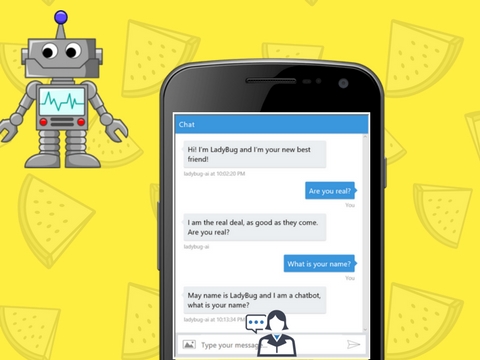 Chat
Hi! I'm LadyBug and I'm your new best
friend!
ladybug-ai at 10:02:20 PM
Are you real?
You
I am the real deal, as good as they come.
Are you real?
ladybug-ai
What is your name?
You
May name is LadyBug and I am a chatbot,
what is your name?
ladybug-ai at 10:13:34 PM
Type your message